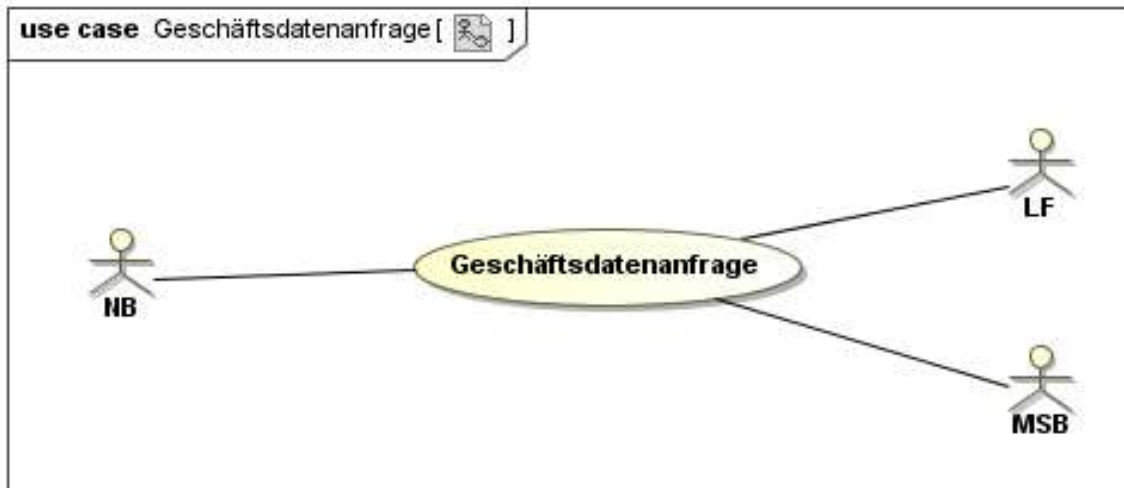 use case Geschäftsdatenanfrage [ ]
LF
Geschäftsdatenanfrage
NB
MSB